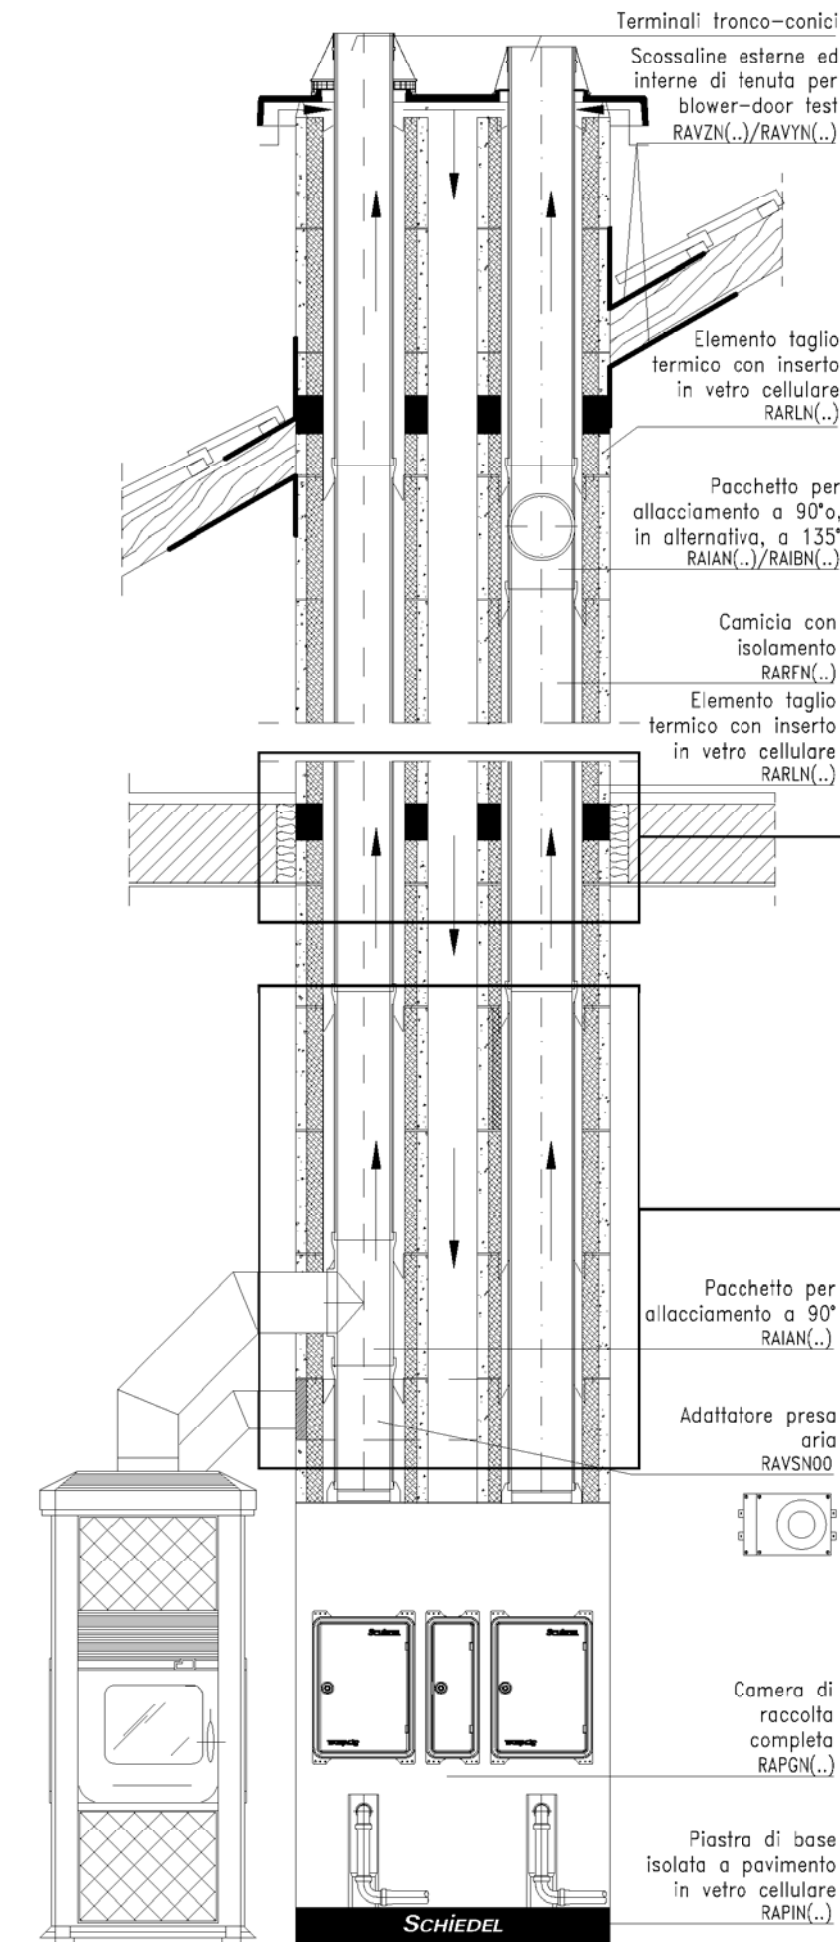 Terminali tronco-conici
Scossaline esterne ed
interne di tenuta per
blower-door test
RAVZN(..)/RAVYN(..)
Elemento taglio
termico con inserto
in vetro cellulare
RARLN(..)
Pacchetto per
allacciamento a 90°o,
in alternativa, a 135°
RAIAN(..)/RAIBN(..)
Camicia con
isolamento
RARFN(..)
Elemento taglio
termico con inserto
in vetro cellulare
RARLN(..)
Pacchetto per
allacciamento a 90°
RAIAN(..)
Adattatore presa
aria
RAVSN00
Schiedel
Schiedel
Camera di
raccolta
completa
RAPGN(..)
Piastra di base
isolata a pavimento
in vetro cellulare
RAPIN(..)
SCHIEDEL